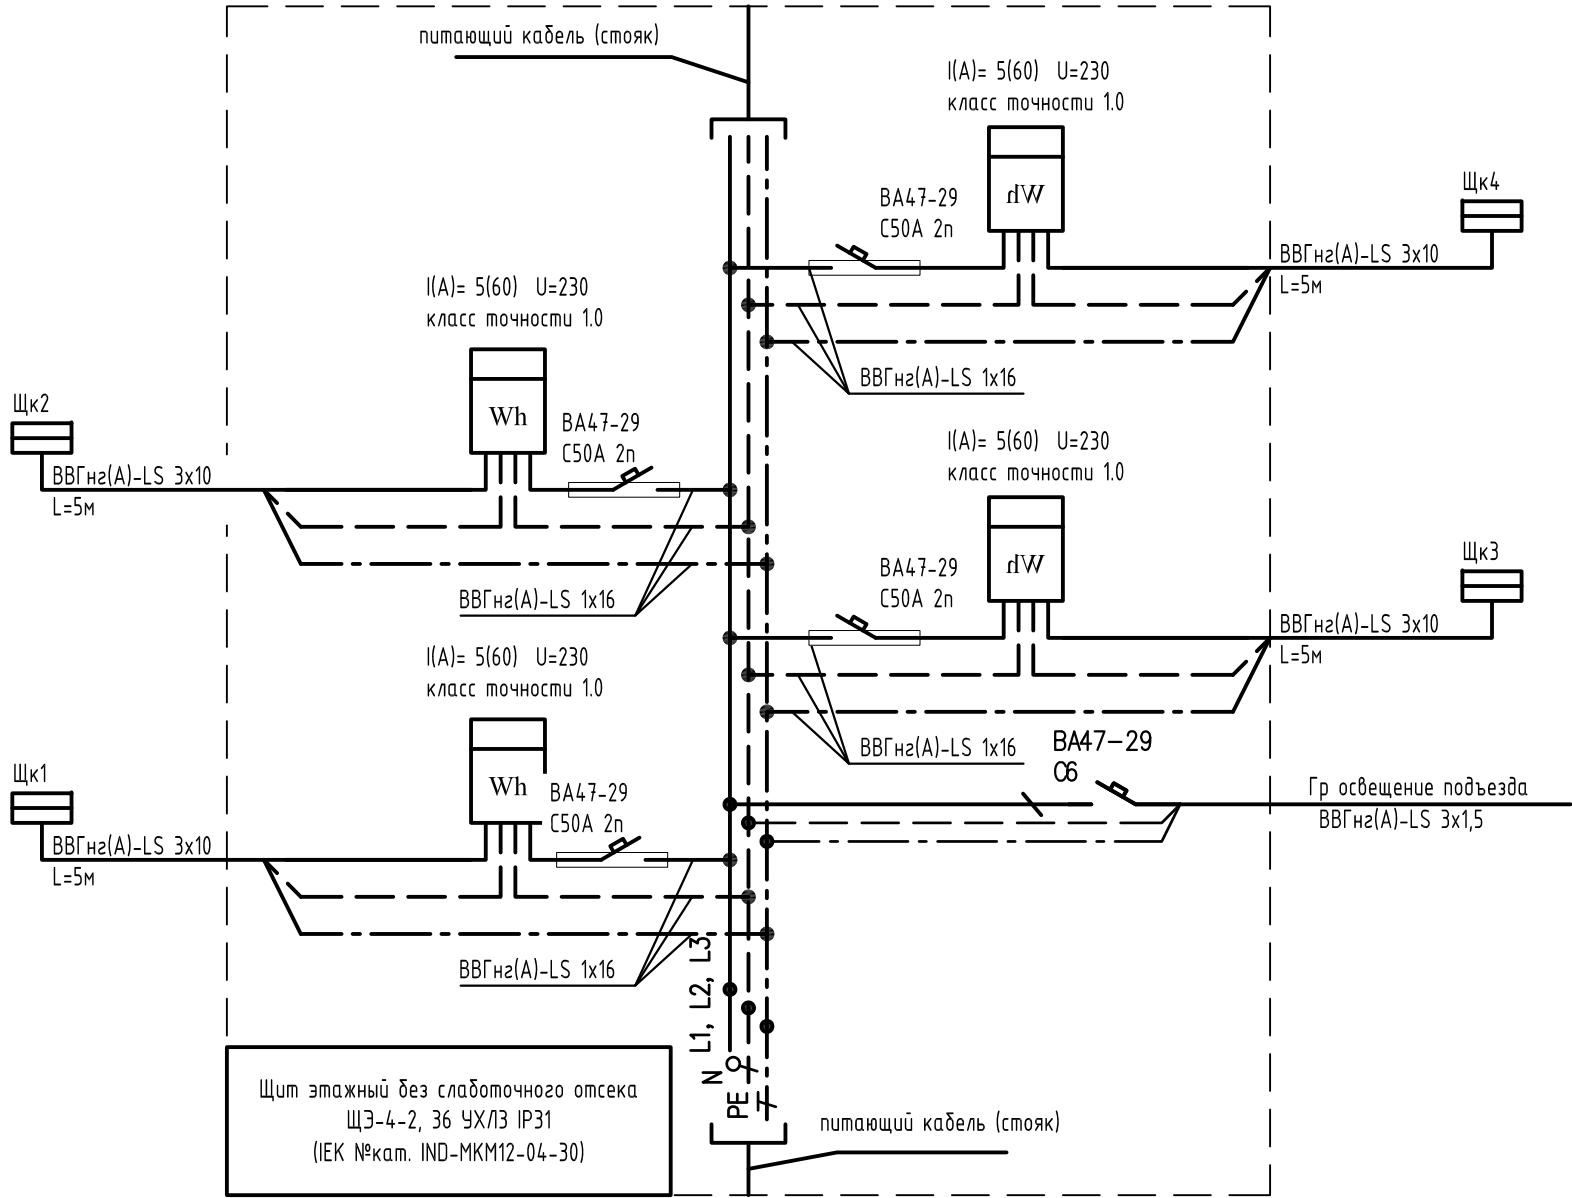 питающий кабель (стояк)
I(A)= 5(60) U=230
класс точности 1.0
Wh
ВА47-29
С50А 2п
Щк4
ВВГнг(А)-LS 3х10
L=5м
ВВГнг(А)-LS 1х16
I(A)= 5(60) U=230
класс точности 1.0
Wh
ВА47-29
С50А 2п
Щк2
ВВГнг(А)-LS 3х10
L=5м
ВВГнг(А)-LS 1х16
I(A)= 5(60) U=230
класс точности 1.0
Wh
ВА47-29
С50А 2п
Щк3
ВВГнг(А)-LS 3х10
L=5м
ВВГнг(А)-LS 1х16
I(A)= 5(60) U=230
класс точности 1.0
Wh
ВА47-29
С50А 2п
Щк1
ВВГнг(А)-LS 3х10
L=5м
ВВГнг(А)-LS 1х16
ВА47-29
С6
Гр освещение подъезда
ВВГнг(А)-LS 3х1,5
L1, L2, L3
N
PE
Щит этажный без слаботочного отсека
ЩЭ-4-2, 36 УХЛ3 IP31
(IEK №кат. IND-MKM12-04-30)
питающий кабель (стояк)